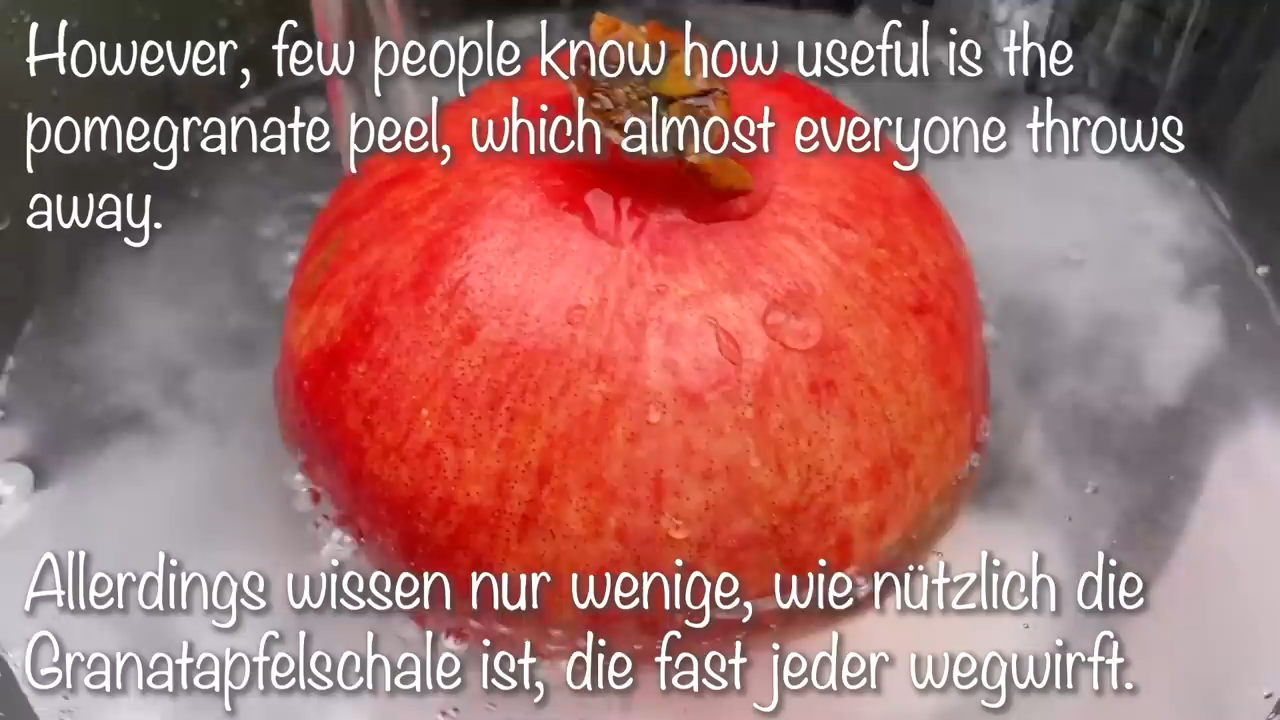 However, few people know how useful is the
pomegranate peel, which almost everyone throws
away.
Allerdings wissen nur wenige, wie nützlich die
Granatapfelschale ist, die fast jeder wegwirft.